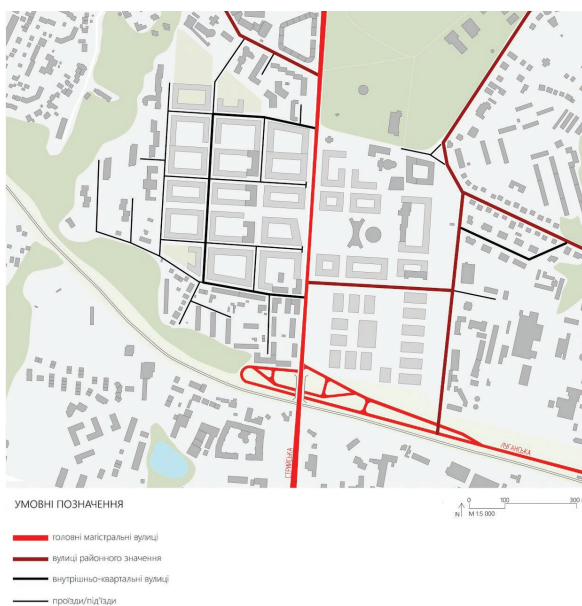 СТРИЙСЬКА
ЛУГАНСЬКА
УМОВНІ ПОЗНАЧЕННЯ
0 100 300
N М 1:5 000
головні магістральні вулиці
вулиці районного значення
внутрішньо-квартальні вулиці
проїзди/під'їзди